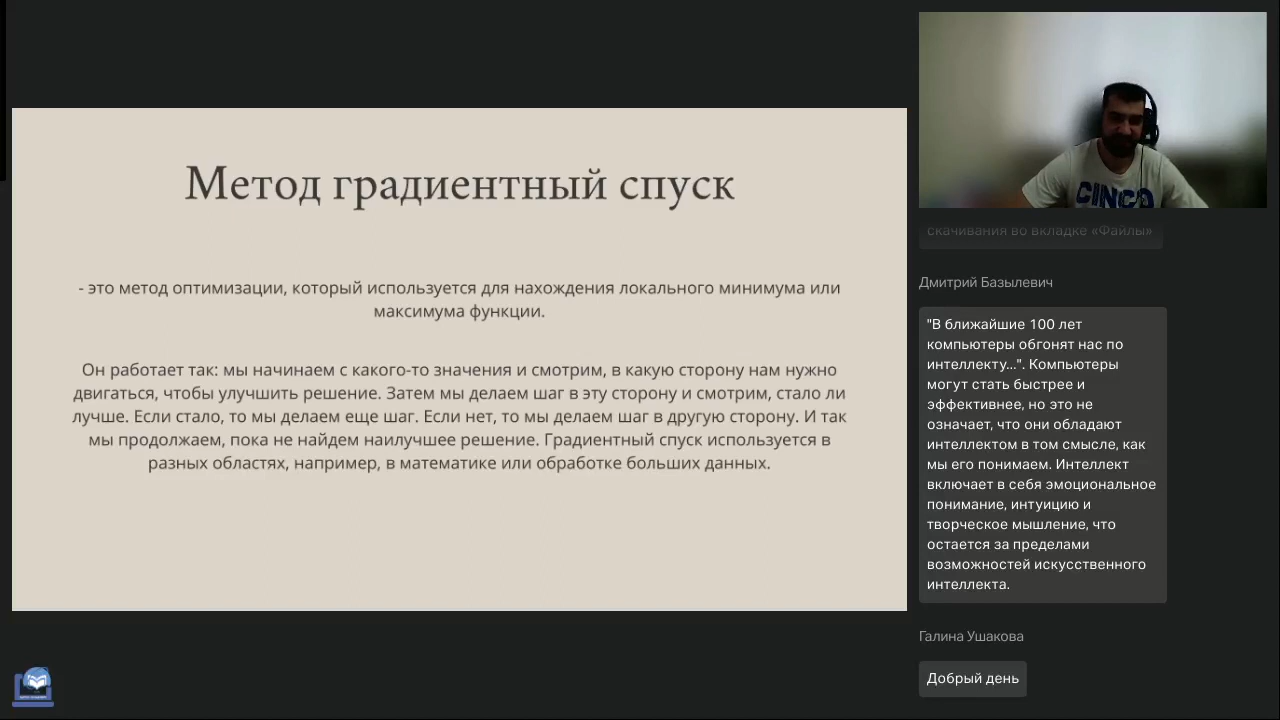 Метод градиентный спуск
- это метод оптимизации, который используется для нахождения локального минимума или
максимума функции.
Он работает так: мы начинаем с какого-то значения и смотрим, в какую сторону нам нужно
двигаться, чтобы улучшить решение. Затем мы делаем шаг в эту сторону и смотрим, стало ли
лучше. Если стало, то мы делаем еще шаг. Если нет, то мы делаем шаг в другую сторону. И так
мы продолжаем, пока не найдем наилучшее решение. Градиентный спуск используется в
разных областях, например, в математике или обработке больших данных.
CINCO
скачивания во вкладке «Файлы»
Дмитрий Базылевич
"В ближайшие 100 лет
компьютеры обгонят нас по
интеллекту...". Компьютеры
могут стать быстрее и
эффективнее, но это не
означает, что они обладают
интеллектом в том смысле, как
мы его понимаем. Интеллект
включает в себя эмоциональное
понимание, интуицию и
творческое мышление, что
остается за пределами
возможностей искусственного
интеллекта.
Галина Ушакова
Добрый день